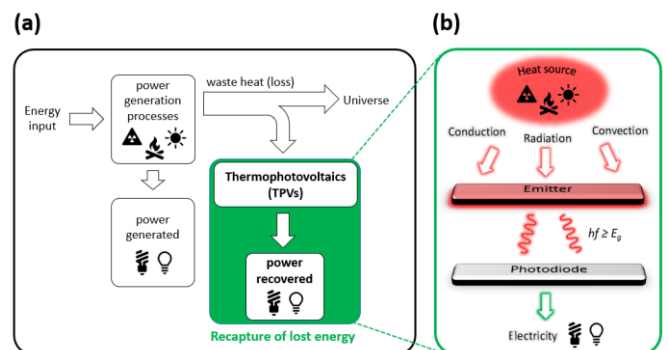 (a)
Energy
input
power
generation
processes
waste heat (loss)
Universe
power
generated
Thermophotovoltaics
(TPVs)
power
recovered
Recapture of lost energy
(b)
Heat source
Conduction
Radiation
Convection
Emitter
hf ≥ Eg
Photodiode
Electricity